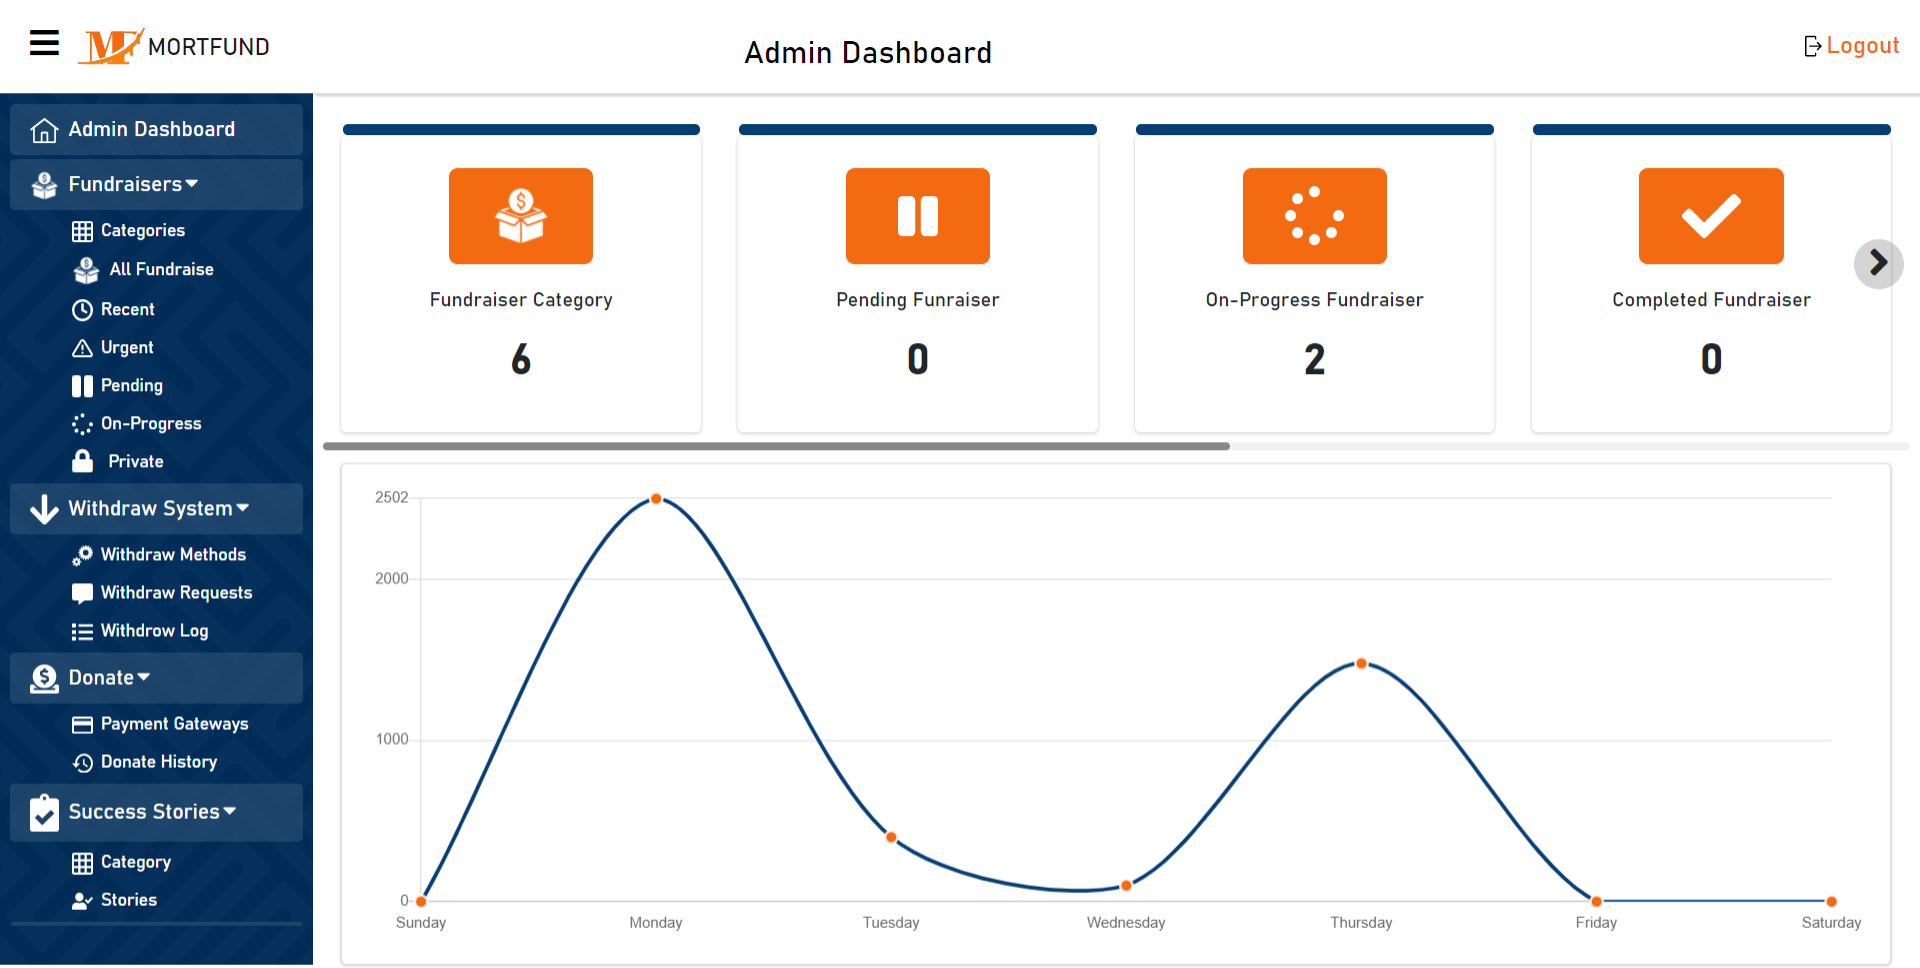 MORTFUND
Admin Dashboard
Logout
Admin Dashboard
Fundraisers
Categories
All Fundraise
Recent
Urgent
Pending
On-Progress
Private
Withdraw System
Withdraw Methods
Withdraw Requests
Withdrow Log
Donate
Payment Gateways
Donate History
Success Stories
Category
Stories
Fundraiser Category
6
Pending Funraiser
0
On-Progress Fundraiser
2
Completed Fundraiser
0
2502
2000
1000
0
Sunday Monday Tuesday Wednesday Thursday Friday Saturday